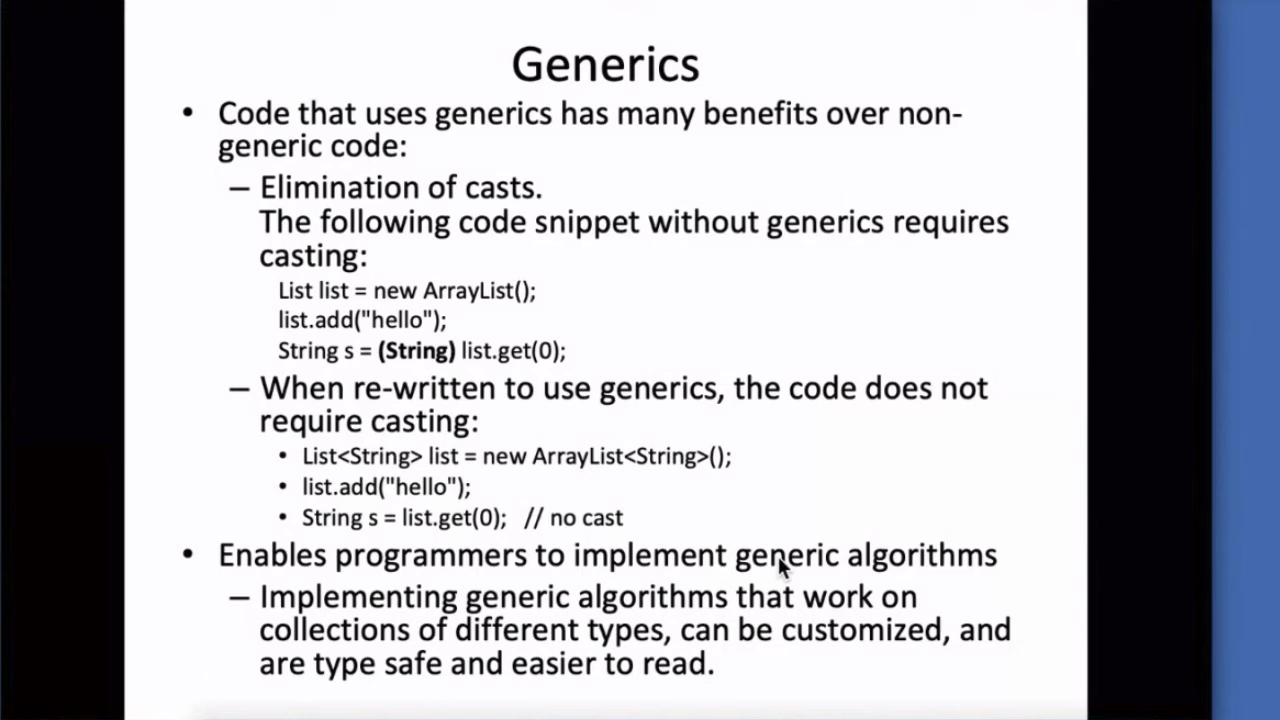 Generics
• Code that uses generics has many benefits over non-
generic code:
– Elimination of casts.
The following code snippet without generics requires
casting:
List list = new ArrayList();
list.add("hello");
String s = (String) list.get(0);
– When re-written to use generics, the code does not
require casting:
• List<String> list = new ArrayList<String>();
• list.add("hello");
• String s = list.get(0);   // no cast
• Enables programmers to implement generic algorithms
– Implementing generic algorithms that work on
collections of different types, can be customized, and
are type safe and easier to read.